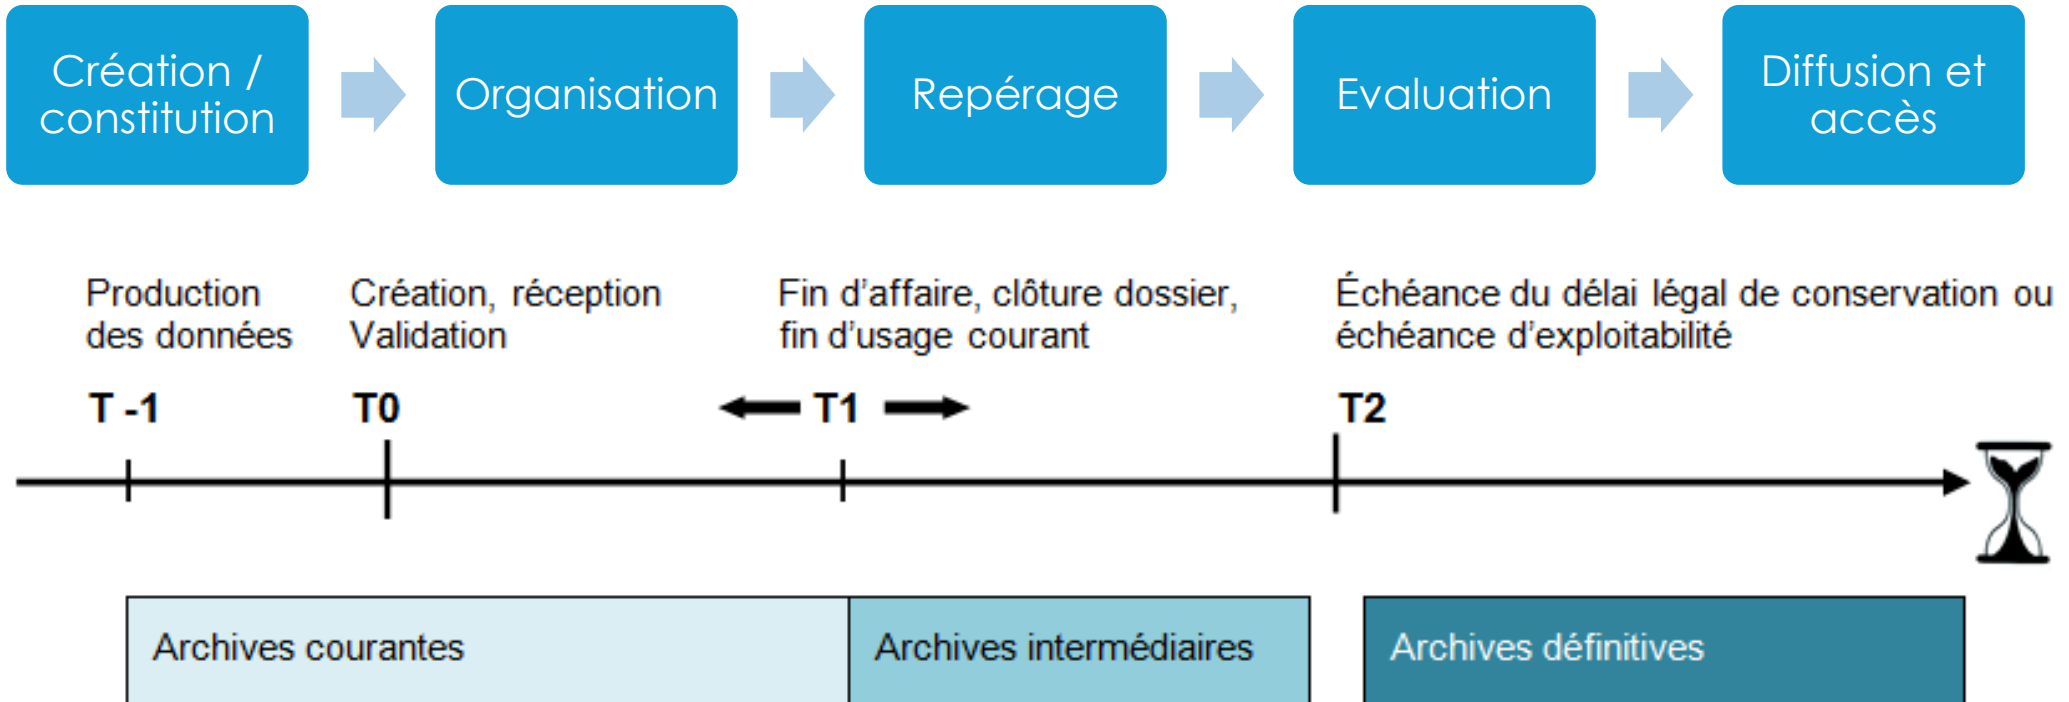 Création /
constitution
Organisation
Repérage
Evaluation
Diffusion et
accès
Production
des données
Création, réception
Validation
Fin d’affaire, clôture dossier,
fin d’usage courant
Échéance du délai légal de conservation ou
échéance d’exploitabilité
T -1
T0
T1
T2
Archives courantes
Archives intermédiaires
Archives définitives